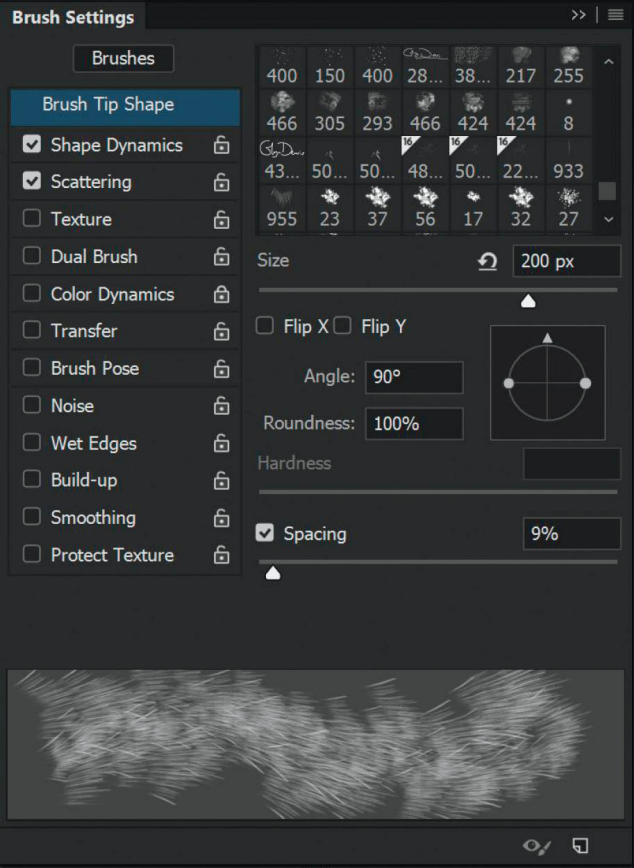 Brush Settings
Brushes
Brush Tip Shape
Shape Dynamics
Scattering
Texture
Dual Brush
Color Dynamics
Transfer
Brush Pose
Noise
Wet Edges
Build-up
Smoothing
Protect Texture
400 150 400 28... 38... 217 255
466 305 293 466 424 424 8
43... 50... 50... 16 48... 16 50... 16 22... 933
955 23 37 56 17 32 27
Size 200 px
Flip X Flip Y
Angle: 90°
Roundness: 100%
Hardness
Spacing 9%